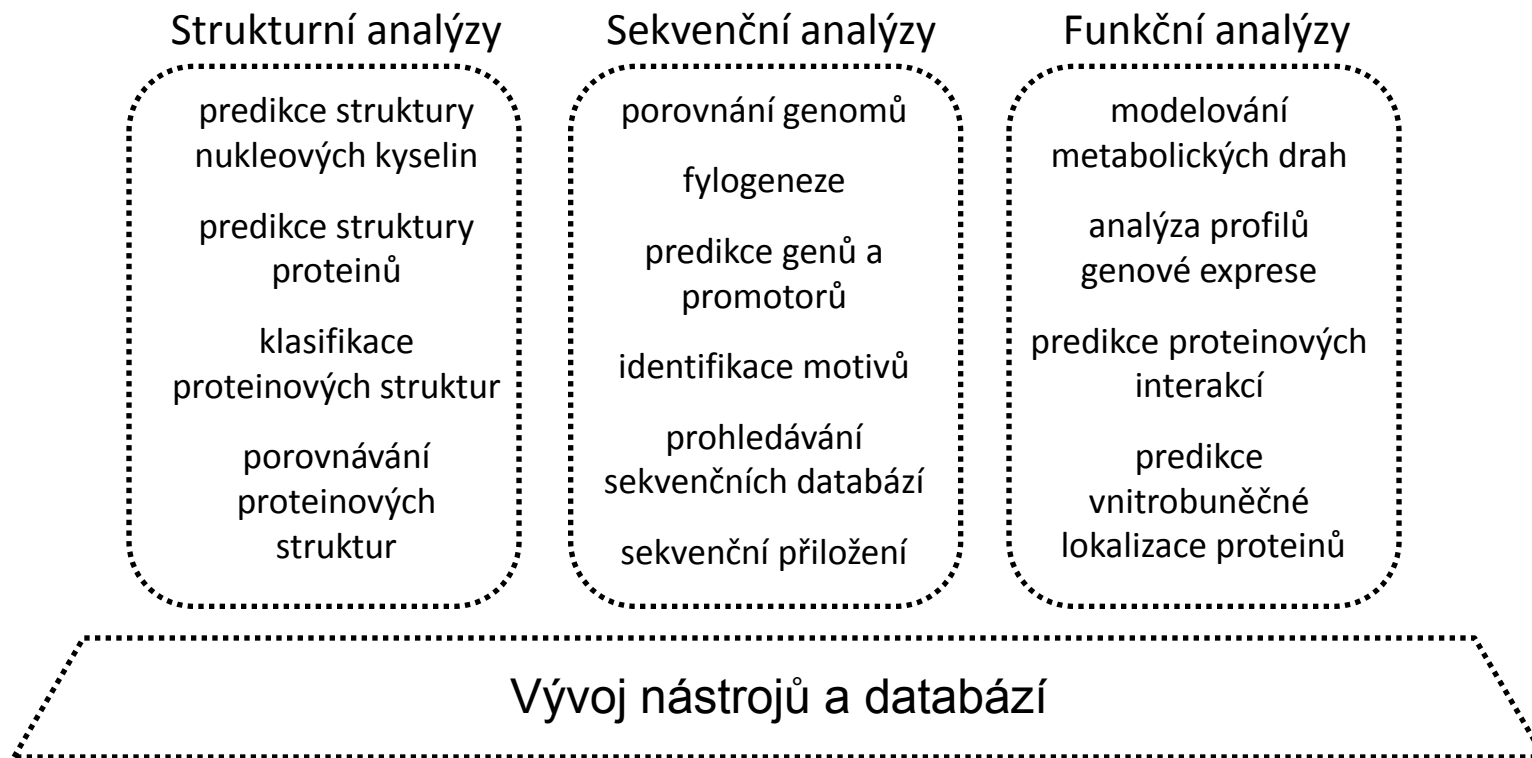 Strukturní analýzy
predikce struktury
nukleových kyselin
predikce struktury
proteinů
klasifikace
proteinových struktur
porovnávání
proteinových
struktur
Sekvenční analýzy
porovnání genomů
fylogeneze
predikce genů a
promotorů
identifikace motivů
prohledávání
sekvenčních databází
sekvenční přiložení
Funkční analýzy
modelování
metabolických drah
analýza profilů
genové exprese
predikce proteinových
interakcí
predikce
vnitrobuněčné
lokalizace proteinů
Vývoj nástrojů a databází